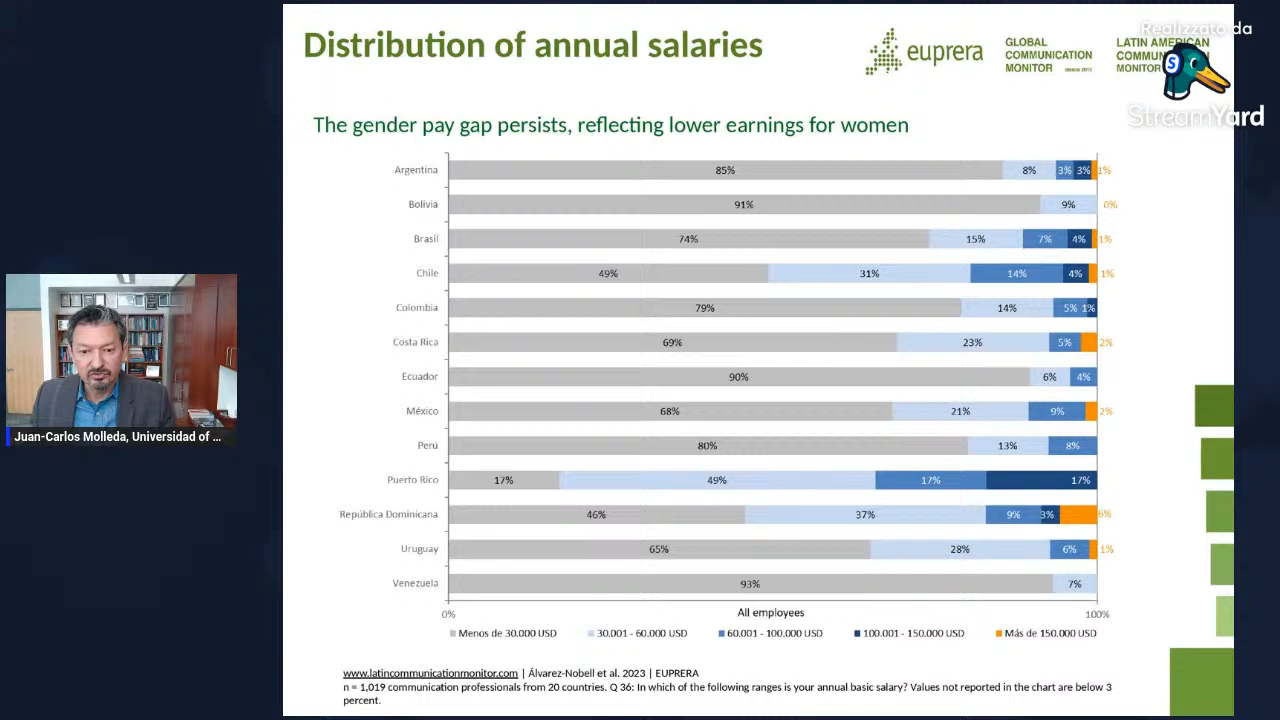 Distribution of annual salaries
euprera
GLOBAL
COMMUNICATION
MONITOR
LATIN AMERICAN
MONITOR
Realizzato da
StreamYard
The gender pay gap persists, reflecting lower earnings for women
Argentina 85% 8% 3% 3% 1%
Bolivia 91% 9% 0%
Brasil 74% 15% 7% 4% 1%
Chile 49% 31% 14% 4% 1%
Colombia 79% 14% 5% 1%
Costa Rica 69% 23% 5% 2%
Ecuador 90% 6% 4%
México 68% 21% 9% 2%
Perú 80% 13% 8%
Puerto Rico 17% 49% 17% 17%
República Dominicana 46% 37% 9% 3% 6%
Uruguay 65% 28% 6% 1%
Venezuela 93% 7%
0% All employees 100%
Menos de 30.000 USD 30.001 - 60.000 USD 60.001 - 100.000 USD 100.001 - 150.000 USD Más de 150.000 USD
Juan-Carlos Molleda, Universidad of ...
www.latincommunicationmonitor.com | Álvarez-Nobell et al. 2023 | EUPRERA
n = 1,019 communication professionals from 20 countries. Q 36: In which of the following ranges is your annual basic salary? Values not reported in the chart are below 3
percent.